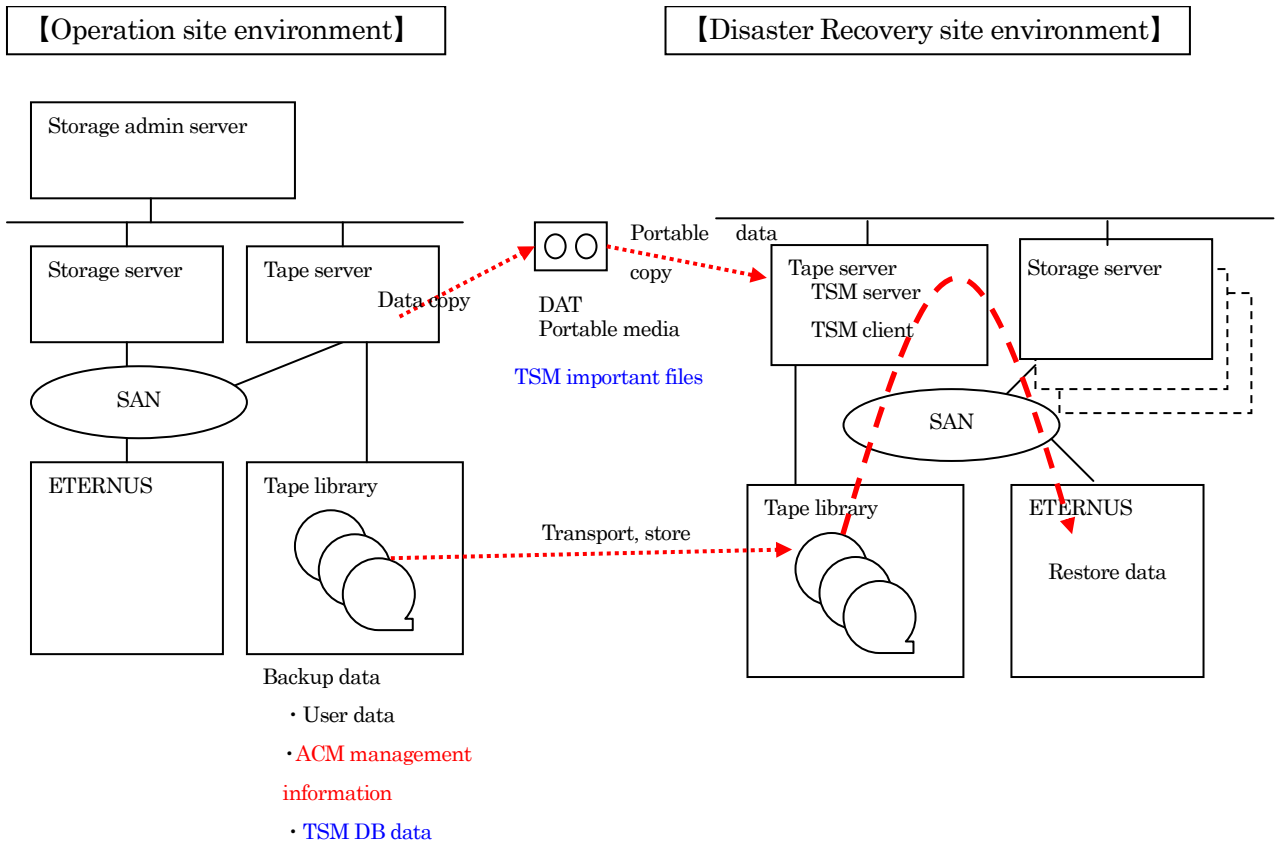 【Operation site environment】
【Disaster Recovery site environment】
Storage admin server
Storage server
Tape server
Data copy
DAT
Portable media
TSM important files
Portable data
copy
Tape server
TSM server
TSM client
Storage server
SAN
SAN
ETERNUS
Tape library
Transport, store
Tape library
ETERNUS
Restore data
Backup data
・User data
・ACM management
information
・TSM DB data